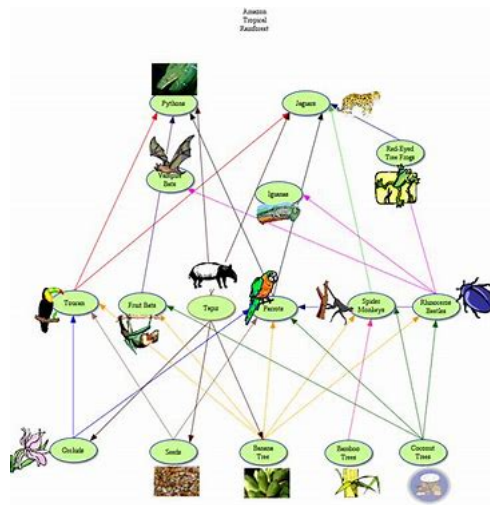 Amazon
Tropical
Rainforest
Pythons
Jaguars
Red-Eyed
Tree Frogs
Vampire
Bats
Iguanas
Toucan
Fruit Bats
Tapir
Parrots
Spider
Monkeys
Rhinoceros
Beetles
Orchids
Seeds
Banana
Trees
Bamboo
Trees
Coconut
Trees